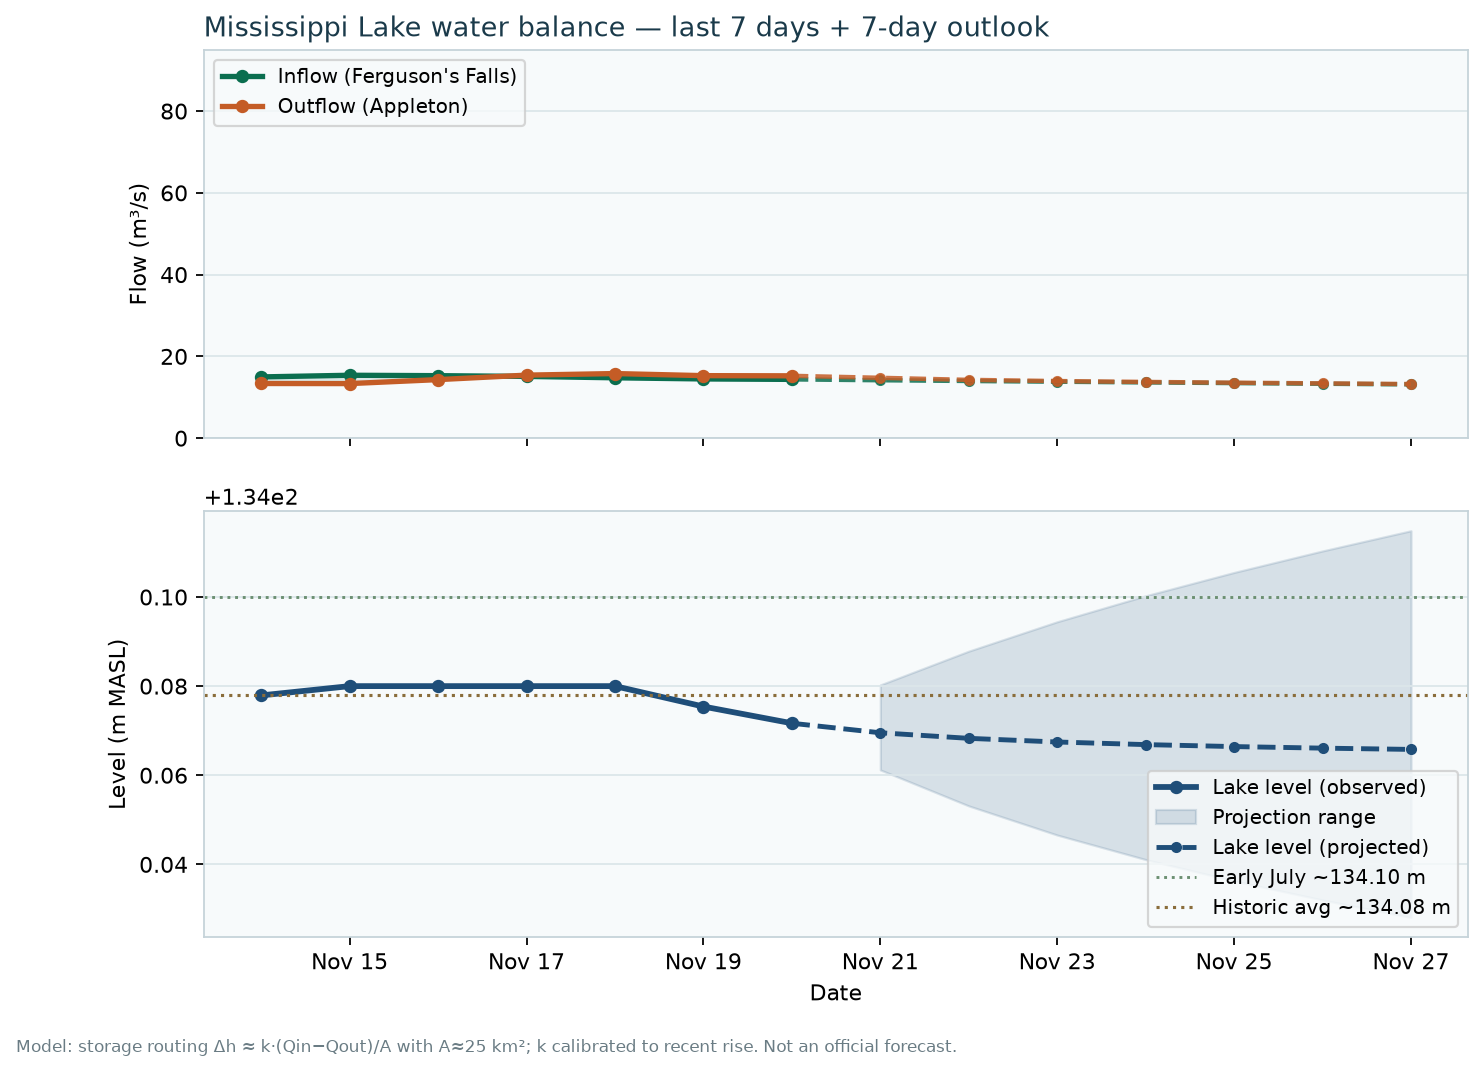 Mississippi Lake water balance — last 7 days + 7-day outlook
Inflow (Ferguson's Falls)
Outflow (Appleton)
Flow (m³/s)
80
60
40
20
0
+1.34e2
Level (m MASL)
0.10
0.08
0.06
0.04
Lake level (observed)
Projection range
Lake level (projected)
Early July ~134.10 m
Historic avg ~134.08 m
Nov 15 Nov 17 Nov 19 Nov 21 Nov 23 Nov 25 Nov 27
Date
Model: storage routing Δh ≈ k·(Qin−Qout)/A with A≈25 km²; k calibrated to recent rise. Not an official forecast.